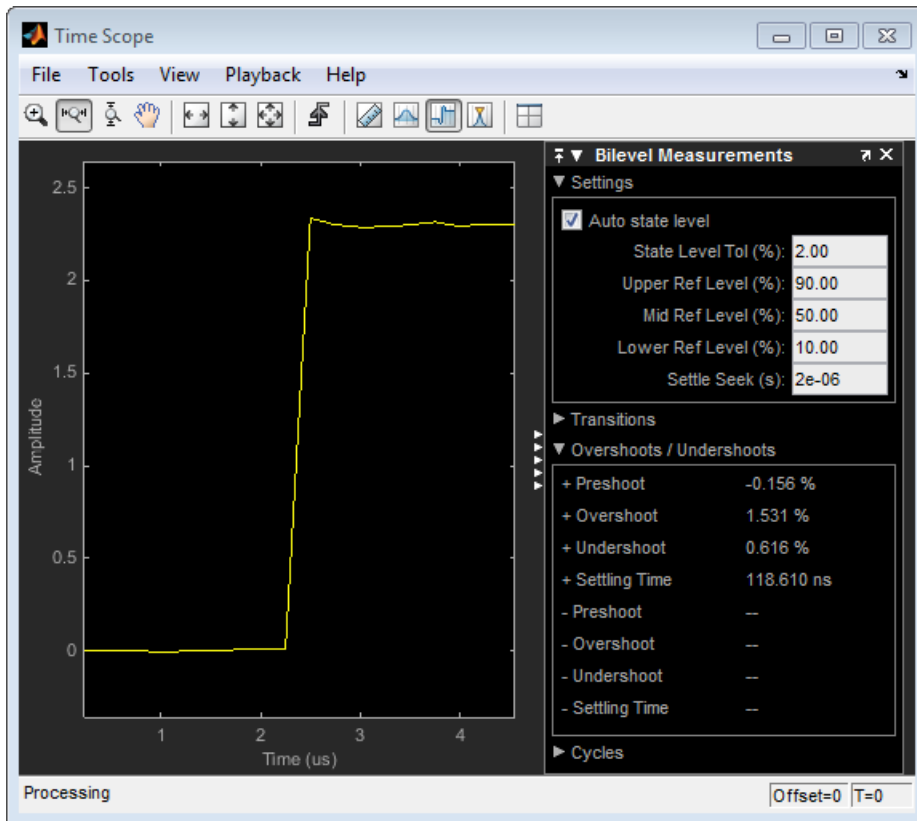 Time Scope
File Tools View Playback Help
2.5
2
1.5
1
0.5
0
Amplitude
1 2 3 4
Time (us)
Bilevel Measurements
Settings
Auto state level
State Level Tol (%): 2.00
Upper Ref Level (%): 90.00
Mid Ref Level (%): 50.00
Lower Ref Level (%): 10.00
Settle Seek (s): 2e-06
Transitions
Overshoots / Undershoots
+ Preshoot -0.156 %
+ Overshoot 1.531 %
+ Undershoot 0.616 %
+ Settling Time 118.610 ns
- Preshoot --
- Overshoot --
- Undershoot --
- Settling Time --
Cycles
Processing Offset=0 T=0